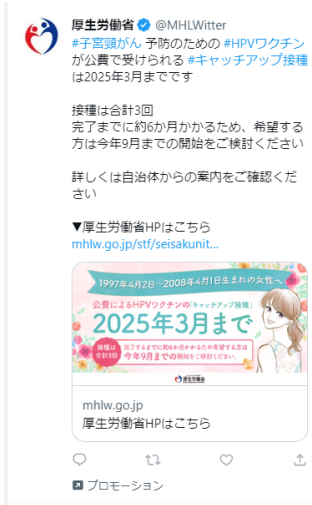 厚生労働省 @MHLWitter
#子宮頸がん 予防のための #HPVワクチン
が公費で受けられる #キャッチアップ接種
は2025年3月までです
接種は合計3回
完了までに約6か月かかるため、希望する
方は今年9月までの開始をご検討ください
詳しくは自治体からの案内をご確認くだ
さい
▼厚生労働省HPはこちら
mhlw.go.jp/stf/seisakunit...
1997年4月2日～2008年4月1日生まれの女性へ
公費によるHPVワクチンの「キャッチアップ接種」
2025年3月まで
接種は
合計3回
完了するまでに約6か月かかるため希望する方は
今年9月までの開始をご検討ください。
厚生労働省
mhlw.go.jp
厚生労働省HPはこちら
プロモーション